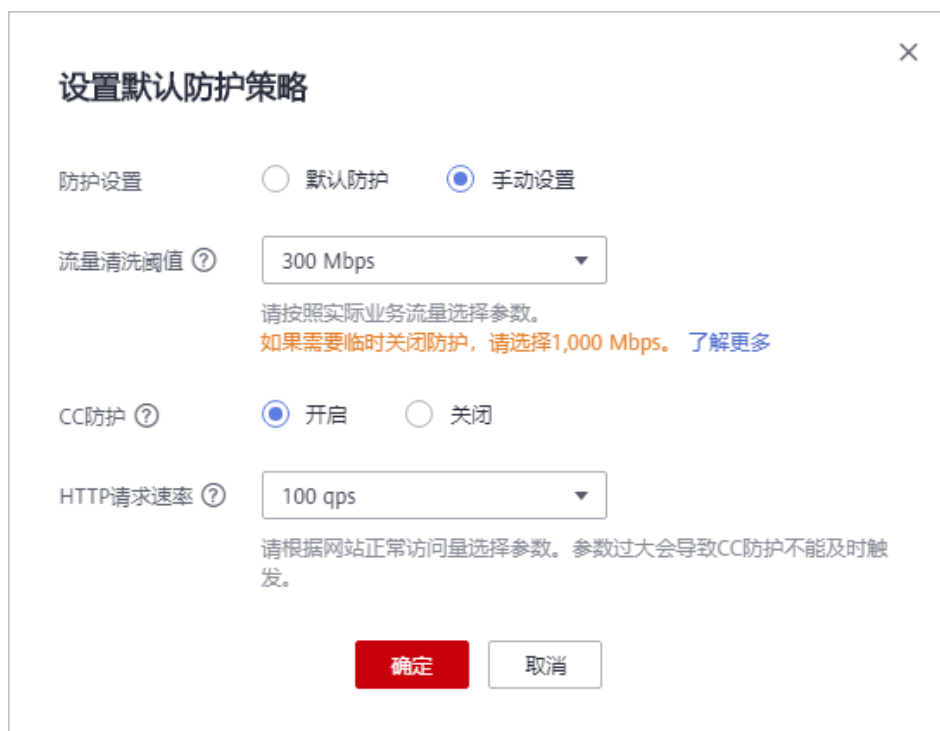 设置默认防护策略
防护设置 默认防护 手动设置
流量清洗阈值 ? 300 Mbps
请按照实际业务流量选择参数。
如果需要临时关闭防护，请选择1,000 Mbps。 了解更多
CC防护 ? 开启 关闭
HTTP请求速率 ? 100 qps
请根据网站正常访问量选择参数。参数过大会导致CC防护不能及时触
发。
确定 取消